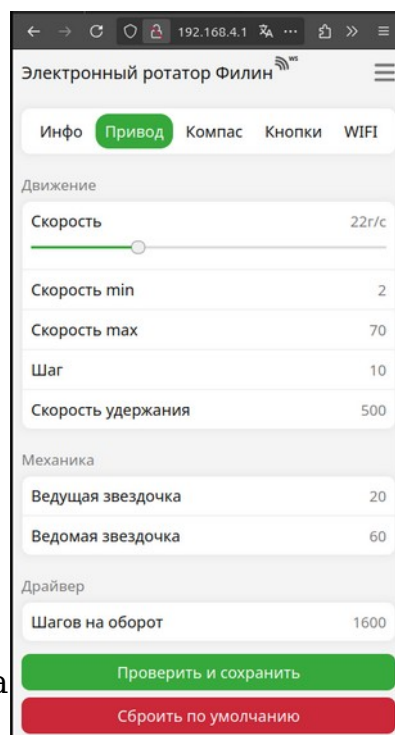 192.168.4.1
Электронный ротатор Филин ws
Инфо Привод Компас Кнопки WIFI
Движение
Скорость 22г/с
Скорость min 2
Скорость max 70
Шаг 10
Скорость удержания 500
Механика
Ведущая звездочка 20
Ведомая звездочка 60
Драйвер
Шагов на оборот 1600
а
Проверить и сохранить
Сброить по умолчанию